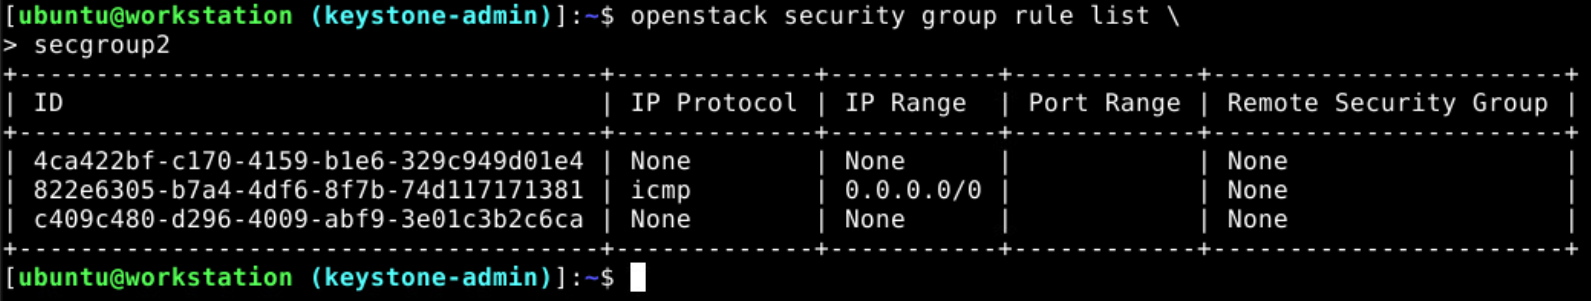 [ubuntu@workstation (keystone-admin)]:~$ openstack security group rule list \
> secgroup2
+--------------------------------------+-------------+-----------+------------+-----------------------+
| ID                                   | IP Protocol | IP Range  | Port Range | Remote Security Group |
+--------------------------------------+-------------+-----------+------------+-----------------------+
| 4ca422bf-c170-4159-b1e6-329c949d01e4 | None        | None      |            | None                  |
| 822e6305-b7a4-4df6-8f7b-74d117171381 | icmp        | 0.0.0.0/0 |            | None                  |
| c409c480-d296-4009-abf9-3e01c3b2c6ca | None        | None      |            | None                  |
+--------------------------------------+-------------+-----------+------------+-----------------------+
[ubuntu@workstation (keystone-admin)]:~$